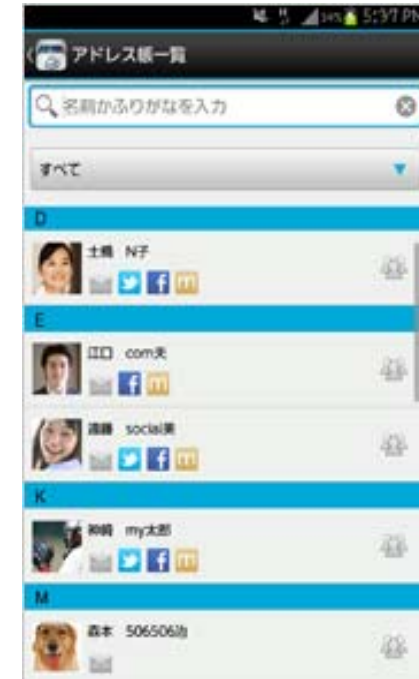 34% 5:37 PM
アドレス帳一覧
名前かふりがなを入力
すべて
D
土橋 N子
E
江口 com夫
遠藤 social美
K
神崎 my太郎
M
森本 506506治